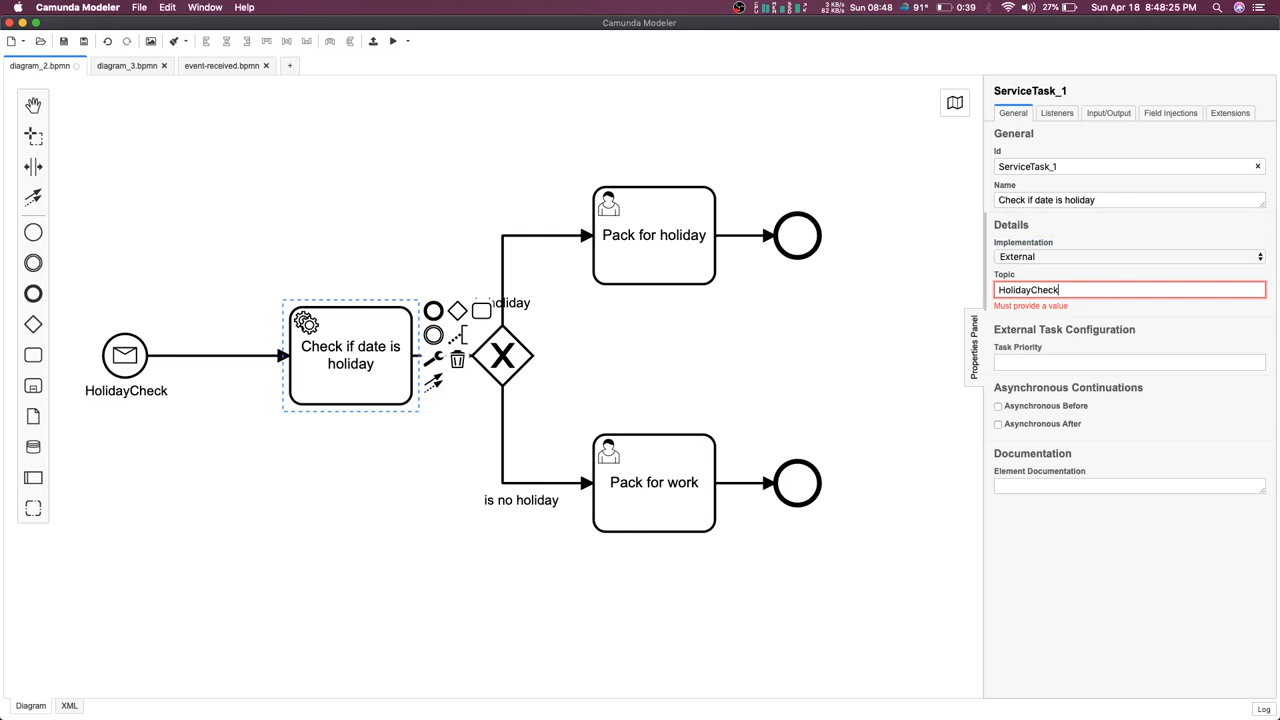 Camunda Modeler File Edit Window Help
83 KB/s Sun 08:48 91° 0:39 27% Sun Apr 18 8:48:25 PM
Camunda Modeler
diagram_2.bpmn diagram_3.bpmn event-received.bpmn +
ServiceTask_1
General Listeners Input/Output Field Injections Extensions
General
Id
ServiceTask_1
Name
Check if date is holiday
Details
Implementation
External
Topic
HolidayCheck
Must provide a value
External Task Configuration
Task Priority
Asynchronous Continuations
Asynchronous Before
Asynchronous After
Documentation
Element Documentation
Properties Panel
Pack for holiday
holiday
Check if date is
holiday
HolidayCheck
Pack for work
is no holiday
Diagram XML
Log